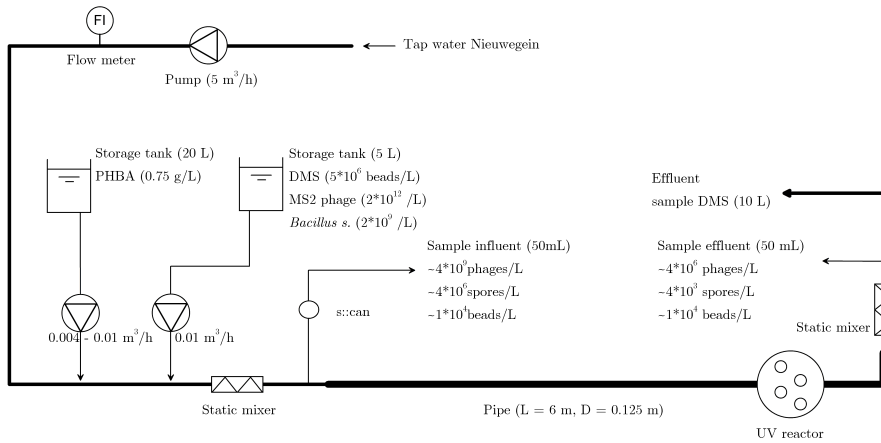 FI
Tap water Nieuwegein
Flow meter
Pump (5 m³/h)
Storage tank (20 L)
PHBA (0.75 g/L)
Storage tank (5 L)
DMS (5*10⁶ beads/L)
MS2 phage (2*10¹² /L)
Bacillus s. (2*10⁹ /L)
Effluent
sample DMS (10 L)
Sample influent (50mL)
~4*10⁹phages/L
~4*10⁶spores/L
~1*10⁴beads/L
Sample effluent (50 mL)
~4*10⁶ phages/L
~4*10³ spores/L
~1*10⁴ beads/L
s::can
Static mixer
0.004 - 0.01 m³/h
0.01 m³/h
Static mixer
Pipe (L = 6 m, D = 0.125 m)
UV reactor